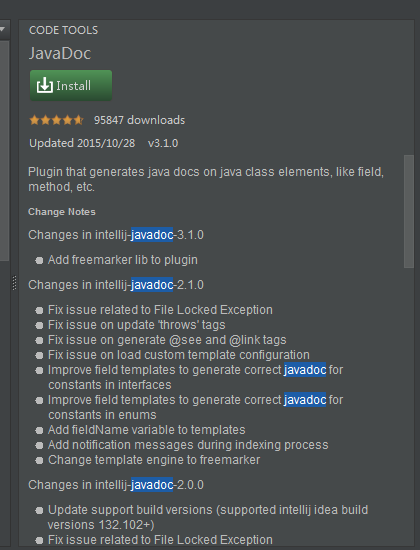 CODE TOOLS
JavaDoc
Install
95847 downloads
Updated 2015/10/28 v3.1.0
Plugin that generates java docs on java class elements, like field,
method, etc.
Change Notes
Changes in intellij-javadoc-3.1.0
Add freemarker lib to plugin
Changes in intellij-javadoc-2.1.0
Fix issue related to File Locked Exception
Fix issue on update 'throws' tags
Fix issue on generate @see and @link tags
Fix issue on load custom template configuration
Improve field templates to generate correct javadoc for
constants in interfaces
Improve field templates to generate correct javadoc for
constants in enums
Add fieldName variable to templates
Add notification messages during indexing process
Change template engine to freemarker
Changes in intellij-javadoc-2.0.0
Update support build versions (supported intellij idea build
versions 132.102+)
Fix issue related to File Locked Exception